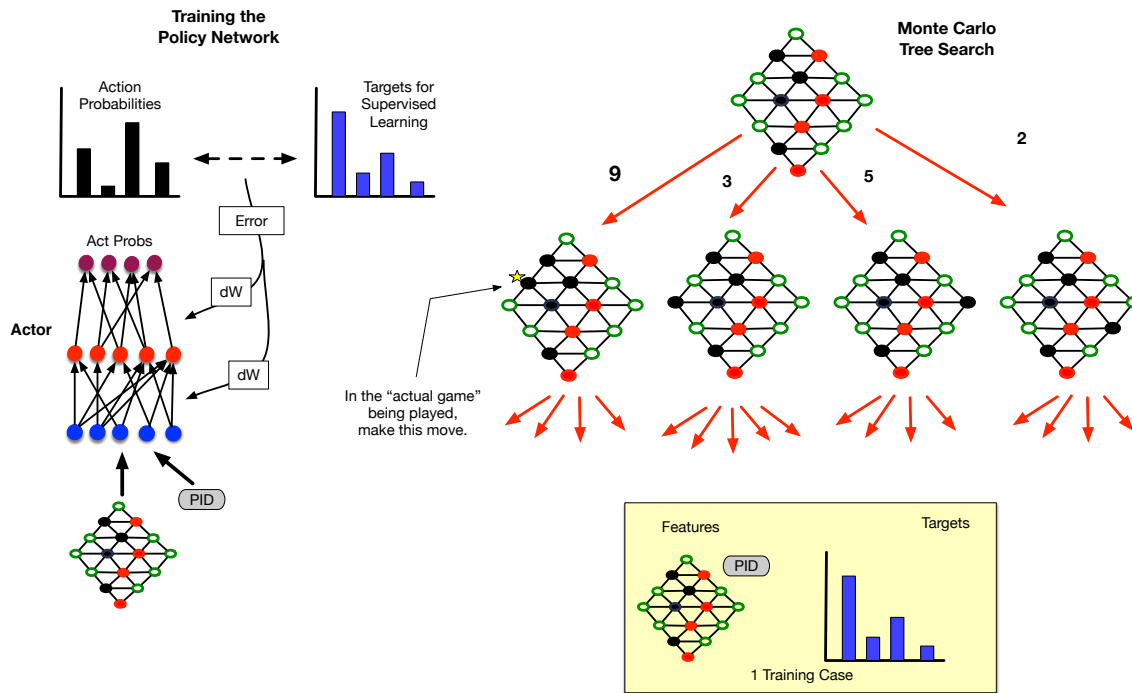 Training the
Policy Network
Action
Probabilities
Targets for
Supervised
Learning
Error
Act Probs
dW
Actor
dW
PID
Monte Carlo
Tree Search
9
3
5
2
In the “actual game”
being played,
make this move.
Features
Targets
PID
1 Training Case